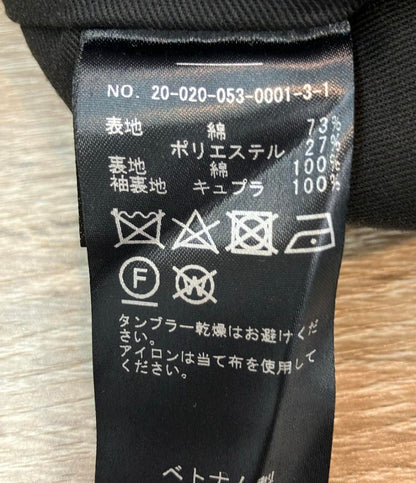 NO. 20-020-053-0001-3-1
表地 綿 73%
ポリエステル 27%
裏地 綿 100%
袖裏地 キュプラ 100%
F W
タンブラー乾燥はお避けくだ
さい。
アイロンは当て布を使用して
ください。
ベトナム製